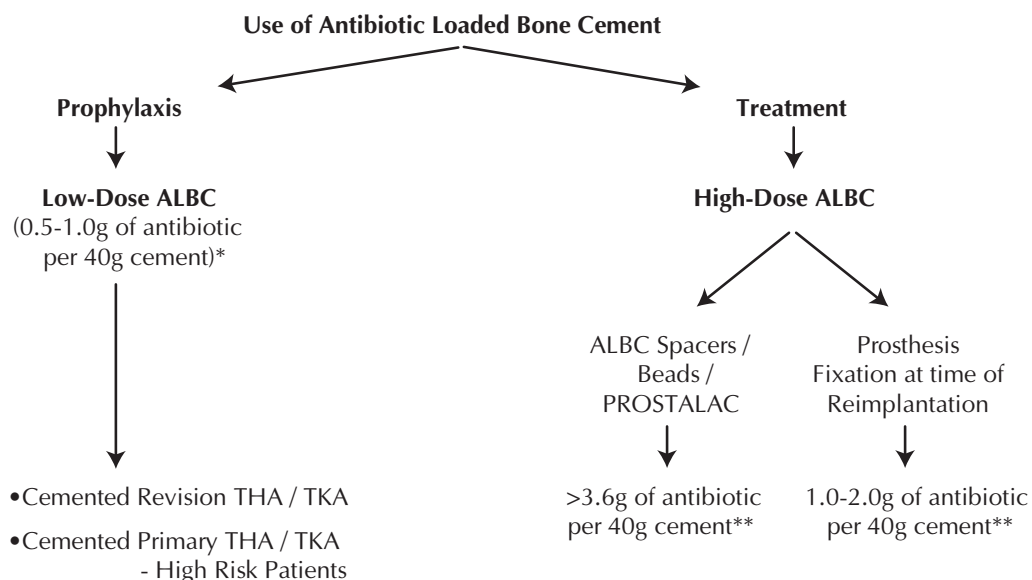 Use of Antibiotic Loaded Bone Cement
Prophylaxis
Low-Dose ALBC
(0.5-1.0g of antibiotic
per 40g cement)*
•Cemented Revision THA / TKA
•Cemented Primary THA / TKA
- High Risk Patients
Treatment
High-Dose ALBC
ALBC Spacers /
Beads /
PROSTALAC
>3.6g of antibiotic
per 40g cement**
Prosthesis
Fixation at time of
Reimplantation
1.0-2.0g of antibiotic
per 40g cement**